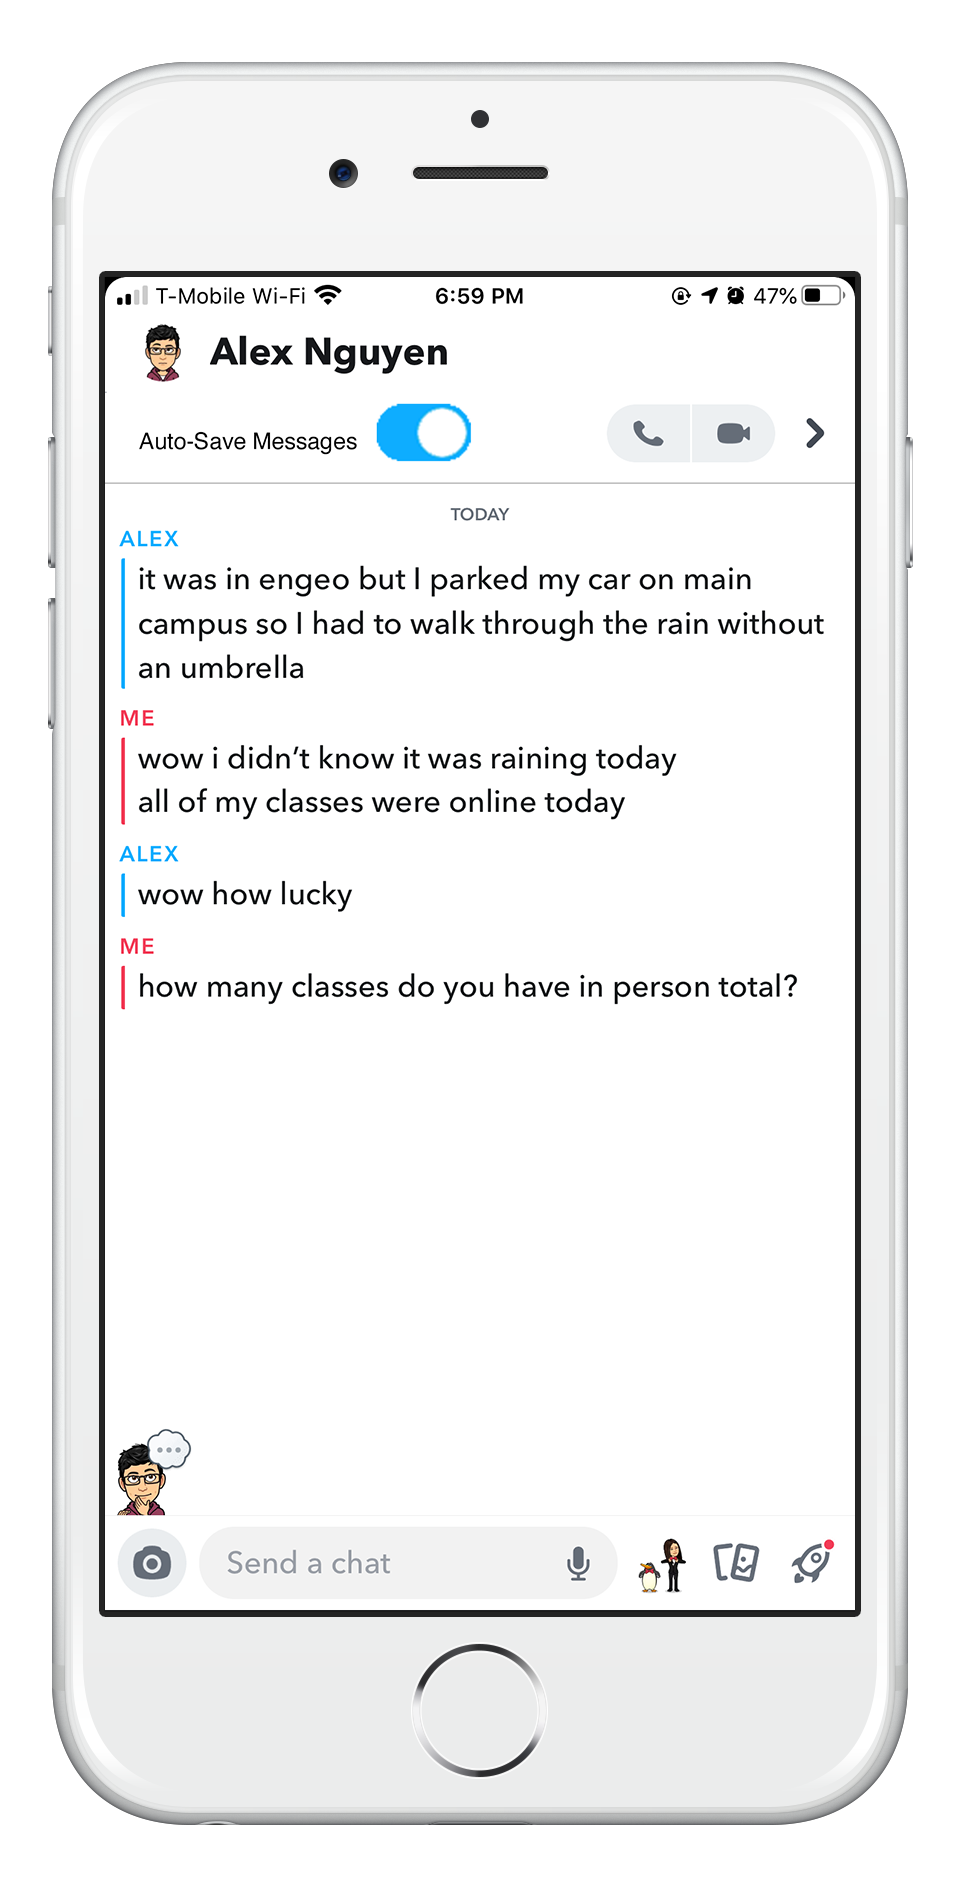 T-Mobile Wi-Fi 6:59 PM 47%
Alex Nguyen
Auto-Save Messages
TODAY
ALEX
it was in engeo but I parked my car on main
campus so I had to walk through the rain without
an umbrella
ME
wow i didn’t know it was raining today
all of my classes were online today
ALEX
wow how lucky
ME
how many classes do you have in person total?
Send a chat